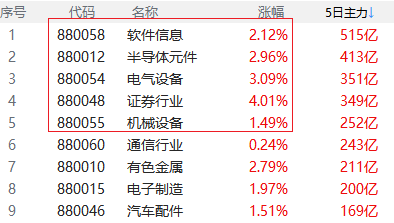 序号 代码 名称 涨幅 5日主力↓
1 880058 软件信息 2.12% 515亿
2 880012 半导体元件 2.96% 413亿
3 880054 电气设备 3.09% 351亿
4 880048 证券行业 4.01% 349亿
5 880055 机械设备 1.49% 252亿
6 880060 通信行业 0.24% 243亿
7 880010 有色金属 2.79% 211亿
8 880015 电子制造 1.97% 200亿
9 880046 汽车配件 1.51% 169亿